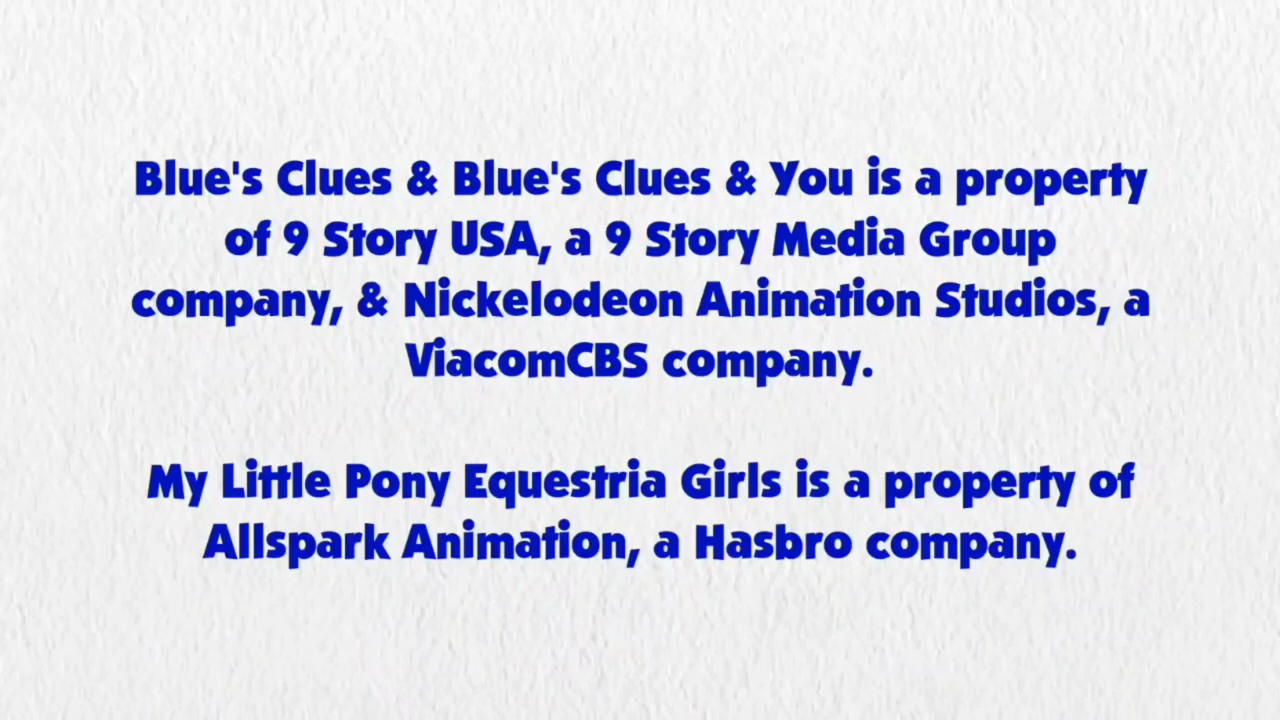 Blue's Clues & Blue's Clues & You is a property
of 9 Story USA, a 9 Story Media Group
company, & Nickelodeon Animation Studios, a
ViacomCBS company.
My Little Pony Equestria Girls is a property of
Allspark Animation, a Hasbro company.